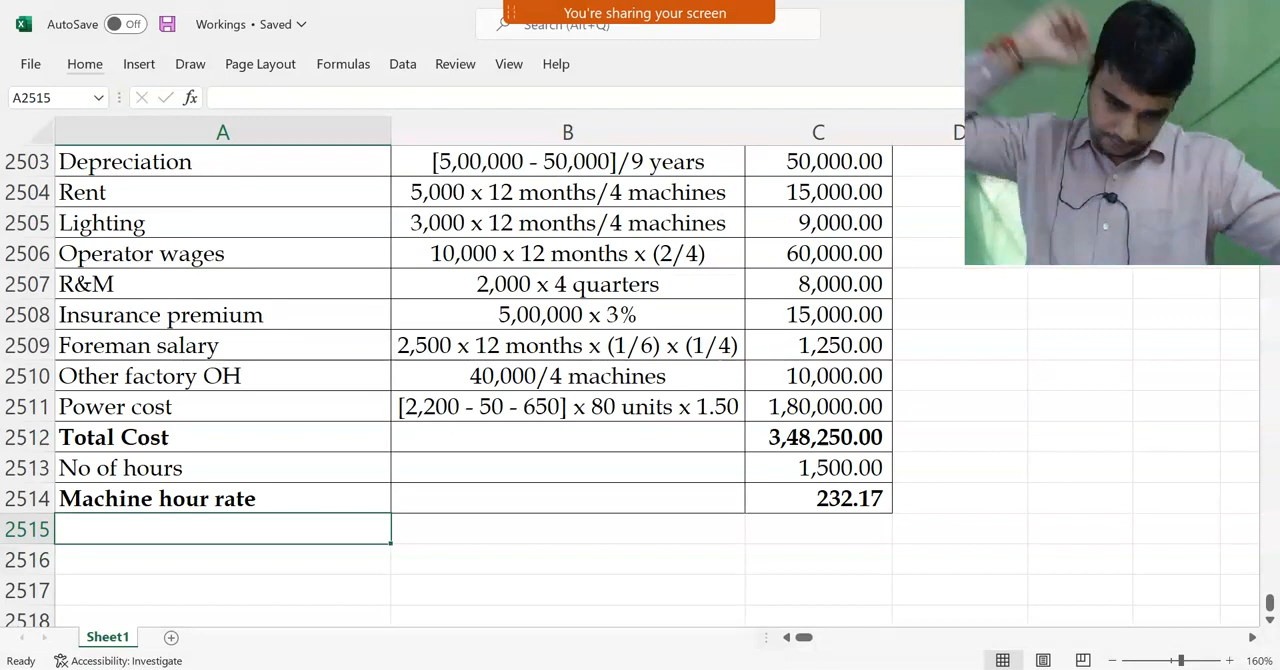 You're sharing your screen
AutoSave Off Workings • Saved
Search (Alt+Q)
File Home Insert Draw Page Layout Formulas Data Review View Help
A2515 fx
A B C D
2503 Depreciation [5,00,000 - 50,000]/9 years 50,000.00
2504 Rent 5,000 x 12 months/4 machines 15,000.00
2505 Lighting 3,000 x 12 months/4 machines 9,000.00
2506 Operator wages 10,000 x 12 months x (2/4) 60,000.00
2507 R&M 2,000 x 4 quarters 8,000.00
2508 Insurance premium 5,00,000 x 3% 15,000.00
2509 Foreman salary 2,500 x 12 months x (1/6) x (1/4) 1,250.00
2510 Other factory OH 40,000/4 machines 10,000.00
2511 Power cost [2,200 - 50 - 650] x 80 units x 1.50 1,80,000.00
2512 Total Cost 3,48,250.00
2513 No of hours 1,500.00
2514 Machine hour rate 232.17
2515
2516
2517
2518
Sheet1
Ready Accessibility: Investigate 160%